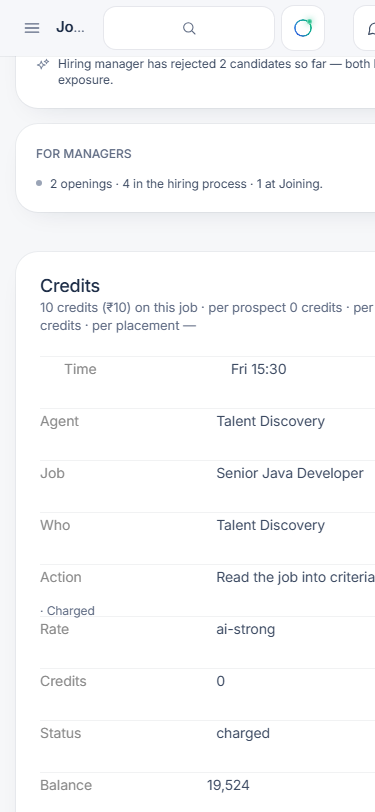 Jo...
Hiring manager has rejected 2 candidates so far — both
exposure.
FOR MANAGERS
2 openings · 4 in the hiring process · 1 at Joining.
Credits
10 credits (₹10) on this job · per prospect 0 credits · per
credits · per placement —
Time Fri 15:30
Agent Talent Discovery
Job Senior Java Developer
Who Talent Discovery
Action Read the job into criteria
· Charged
Rate ai-strong
Credits 0
Status charged
Balance 19,524